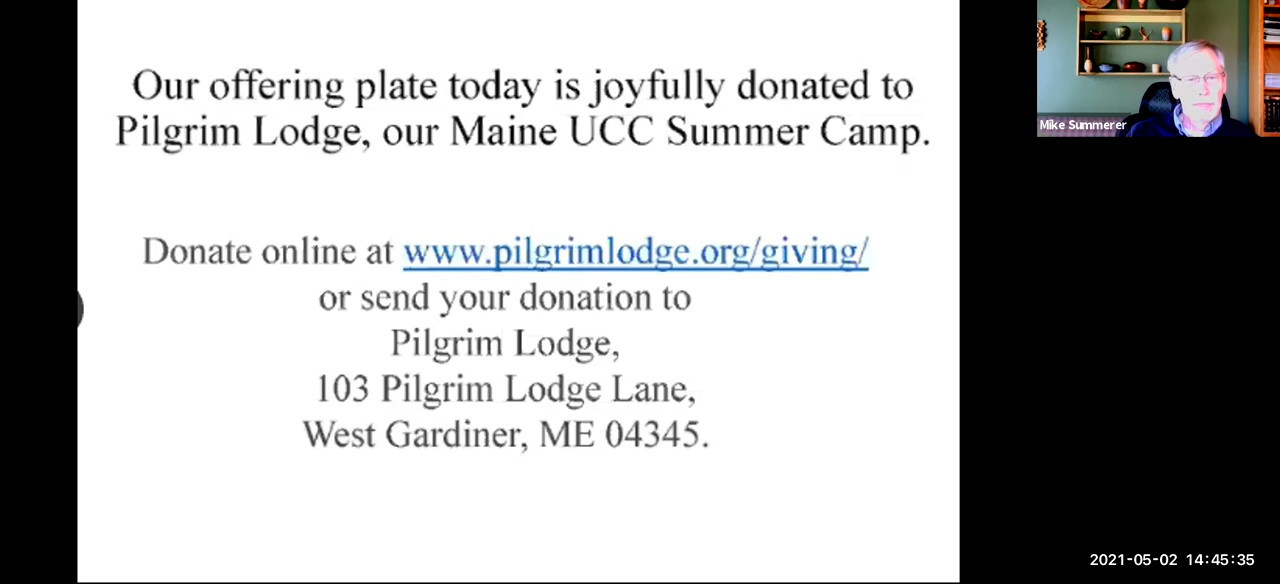 Our offering plate today is joyfully donated to
Pilgrim Lodge, our Maine UCC Summer Camp.
Donate online at www.pilgrimlodge.org/giving/
or send your donation to
Pilgrim Lodge,
103 Pilgrim Lodge Lane,
West Gardiner, ME 04345.
Mike Summerer
2021-05-02 14:45:35